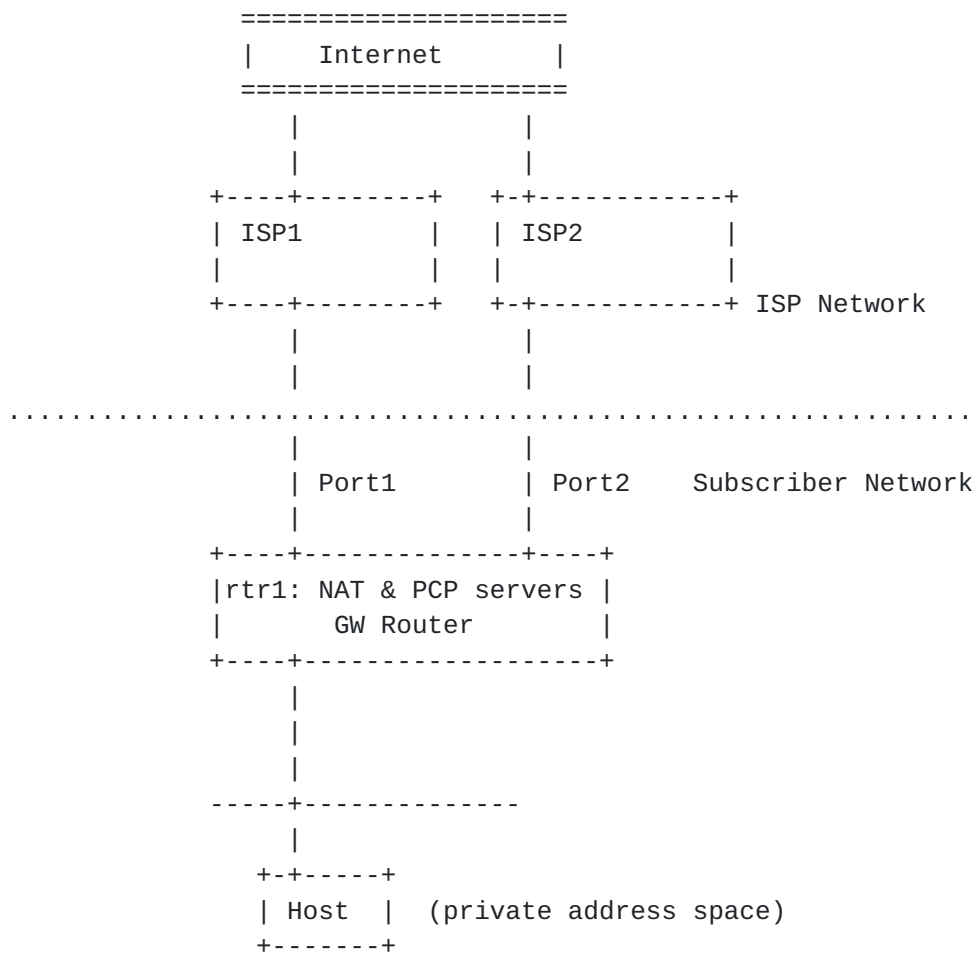 Internet
ISP1 ISP2
ISP Network
Port1 Port2 Subscriber Network
rtr1: NAT & PCP servers
GW Router
Host (private address space)